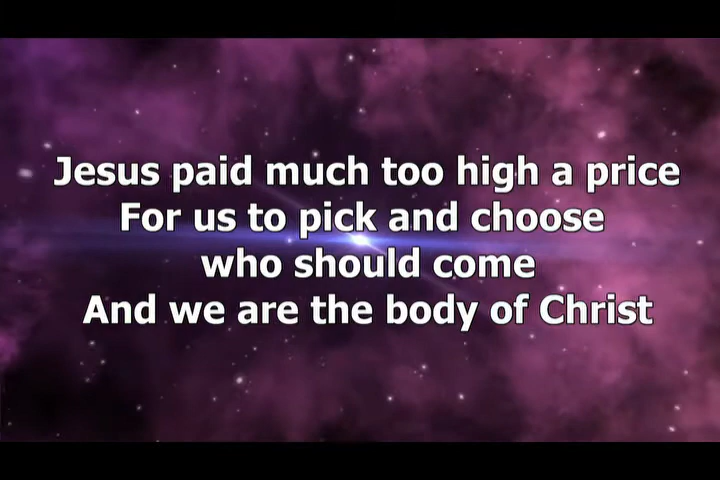 Jesus paid much too high a price
For us to pick and choose
who should come
And we are the body of Christ